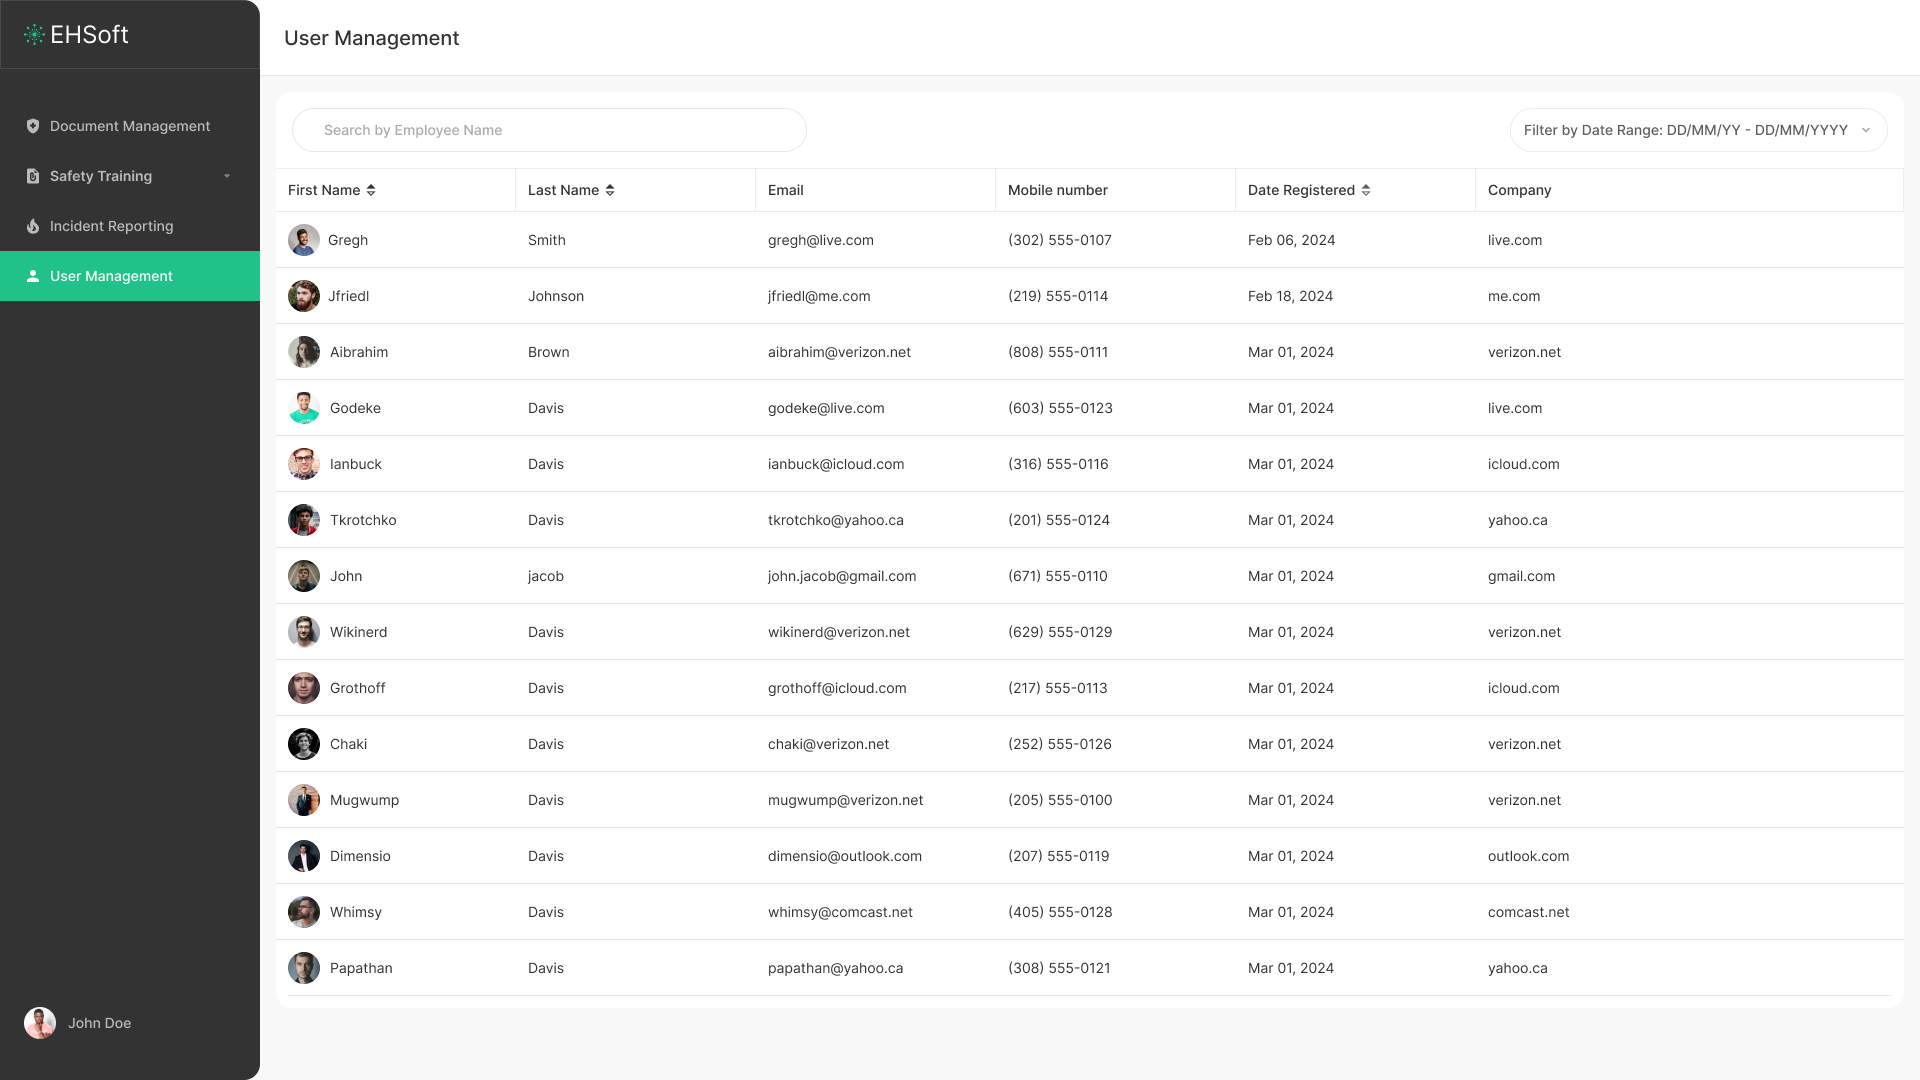 EHSoft
User Management
Document Management
Safety Training
Incident Reporting
User Management
John Doe
Search by Employee Name
Filter by Date Range: DD/MM/YY - DD/MM/YYYY
First Name Last Name Email Mobile number Date Registered Company
Gregh Smith gregh@live.com (302) 555-0107 Feb 06, 2024 live.com
Jfriedl Johnson jfriedl@me.com (219) 555-0114 Feb 18, 2024 me.com
Aibrahim Brown aibrahim@verizon.net (808) 555-0111 Mar 01, 2024 verizon.net
Godeke Davis godeke@live.com (603) 555-0123 Mar 01, 2024 live.com
Ianbuck Davis ianbuck@icloud.com (316) 555-0116 Mar 01, 2024 icloud.com
Tkrotchko Davis tkrotchko@yahoo.ca (201) 555-0124 Mar 01, 2024 yahoo.ca
John jacob john.jacob@gmail.com (671) 555-0110 Mar 01, 2024 gmail.com
Wikinerd Davis wikinerd@verizon.net (629) 555-0129 Mar 01, 2024 verizon.net
Grothoff Davis grothoff@icloud.com (217) 555-0113 Mar 01, 2024 icloud.com
Chaki Davis chaki@verizon.net (252) 555-0126 Mar 01, 2024 verizon.net
Mugwump Davis mugwump@verizon.net (205) 555-0100 Mar 01, 2024 verizon.net
Dimensio Davis dimensio@outlook.com (207) 555-0119 Mar 01, 2024 outlook.com
Whimsy Davis whimsy@comcast.net (405) 555-0128 Mar 01, 2024 comcast.net
Papathan Davis papathan@yahoo.ca (308) 555-0121 Mar 01, 2024 yahoo.ca